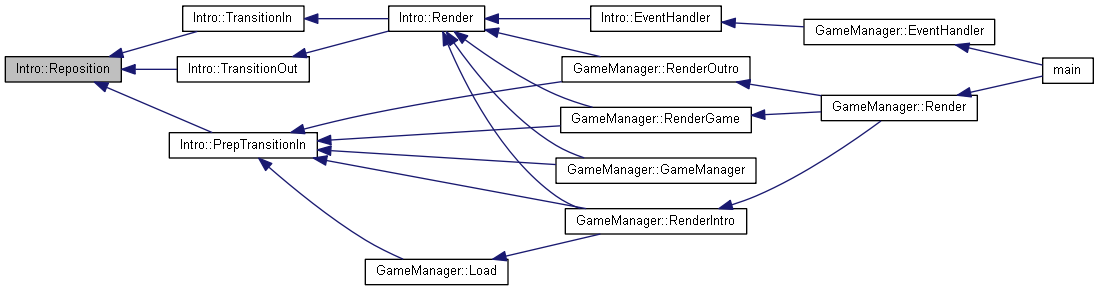 Intro::Reposition
Intro::TransitionIn
Intro::TransitionOut
Intro::PrepTransitionIn
Intro::Render
GameManager::Load
Intro::EventHandler
GameManager::RenderOutro
GameManager::RenderGame
GameManager::GameManager
GameManager::RenderIntro
GameManager::EventHandler
GameManager::Render
main